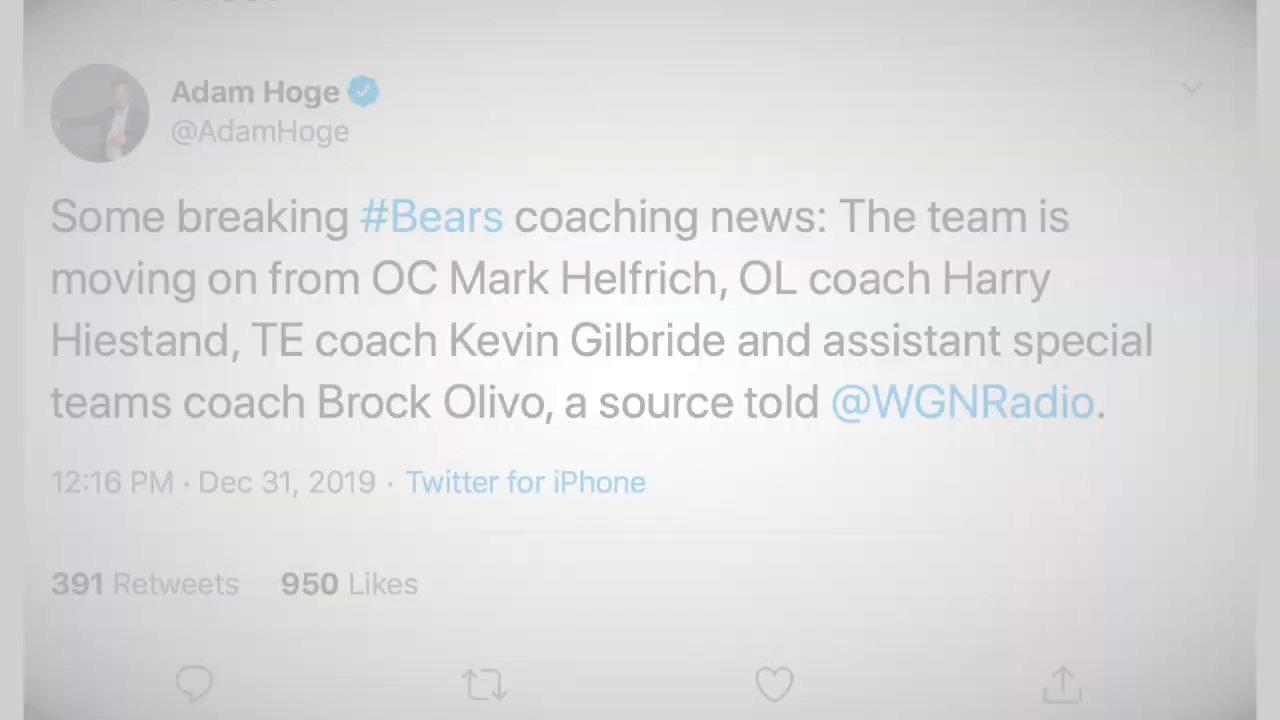 Adam Hoge
@AdamHoge
Some breaking #Bears coaching news: The team is
moving on from OC Mark Helfrich, OL coach Harry
Hiestand, TE coach Kevin Gilbride and assistant special
teams coach Brock Olivo, a source told @WGNRadio.
12:16 PM · Dec 31, 2019 · Twitter for iPhone
391 Retweets 950 Likes